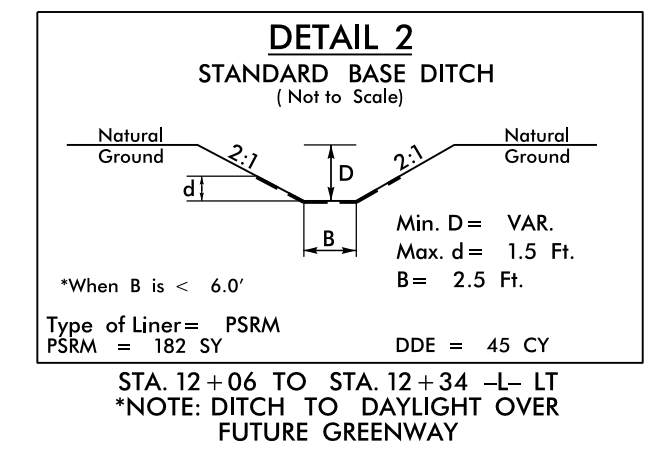 DETAIL 2
STANDARD BASE DITCH
( Not to Scale)
Natural
Ground
2:1
D
2:1
Natural
Ground
d
B
Min. D = VAR.
Max. d = 1.5 Ft.
B = 2.5 Ft.
*When B is < 6.0'
Type of Liner = PSRM
PSRM = 182 SY
DDE = 45 CY
STA. 12+06 TO STA. 12+34 -L- LT
*NOTE: DITCH TO DAYLIGHT OVER
FUTURE GREENWAY